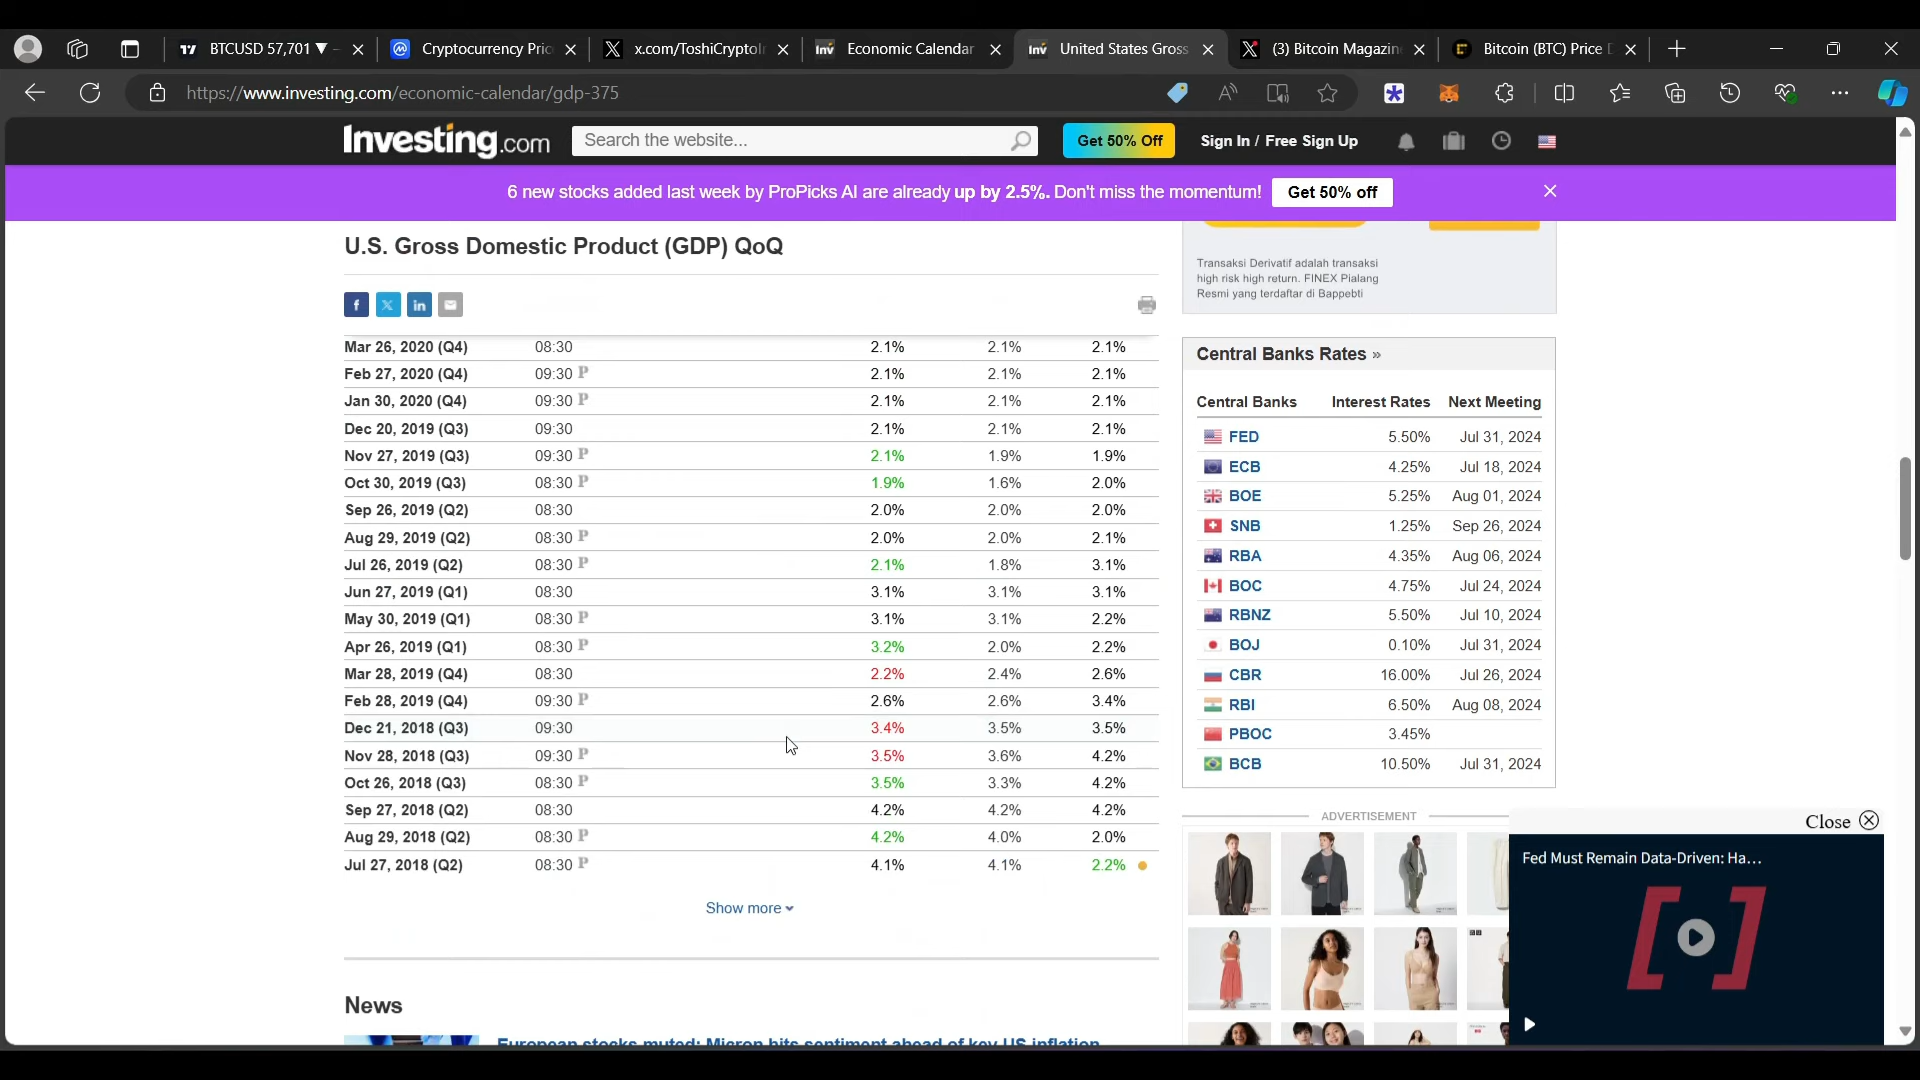 BTCUSD 57,701 ▼
Cryptocurrency Pric
x.com/ToshiCryptoI
Economic Calendar
United States Gross
(3) Bitcoin Magazin
Bitcoin (BTC) Price
https://www.investing.com/economic-calendar/gdp-375
Investing.com
Search the website...
Get 50% Off
Sign In / Free Sign Up
6 new stocks added last week by ProPicks AI are already up by 2.5%. Don't miss the momentum!
Get 50% off
U.S. Gross Domestic Product (GDP) QoQ
Mar 26, 2020 (Q4) 08:30 2.1% 2.1% 2.1%
Feb 27, 2020 (Q4) 09:30 P 2.1% 2.1% 2.1%
Jan 30, 2020 (Q4) 09:30 P 2.1% 2.1% 2.1%
Dec 20, 2019 (Q3) 09:30 2.1% 2.1% 2.1%
Nov 27, 2019 (Q3) 09:30 P 2.1% 1.9% 1.9%
Oct 30, 2019 (Q3) 08:30 P 1.9% 1.6% 2.0%
Sep 26, 2019 (Q2) 08:30 2.0% 2.0% 2.0%
Aug 29, 2019 (Q2) 08:30 P 2.0% 2.0% 2.1%
Jul 26, 2019 (Q2) 08:30 P 2.1% 1.8% 3.1%
Jun 27, 2019 (Q1) 08:30 3.1% 3.1% 3.1%
May 30, 2019 (Q1) 08:30 P 3.1% 3.1% 2.2%
Apr 26, 2019 (Q1) 08:30 P 3.2% 2.0% 2.2%
Mar 28, 2019 (Q4) 08:30 2.2% 2.4% 2.6%
Feb 28, 2019 (Q4) 09:30 P 2.6% 2.6% 3.4%
Dec 21, 2018 (Q3) 09:30 3.4% 3.5% 3.5%
Nov 28, 2018 (Q3) 09:30 P 3.5% 3.6% 4.2%
Oct 26, 2018 (Q3) 08:30 P 3.5% 3.3% 4.2%
Sep 27, 2018 (Q2) 08:30 4.2% 4.2% 4.2%
Aug 29, 2018 (Q2) 08:30 P 4.2% 4.0% 2.0%
Jul 27, 2018 (Q2) 08:30 P 4.1% 4.1% 2.2%
Show more
News
European stocks muted; Micron hits sentiment ahead of key US inflation
Transaksi Derivatif adalah transaksi
high risk high return. FINEX Pialang
Resmi yang terdaftar di Bappebti
Central Banks Rates »
Central Banks Interest Rates Next Meeting
FED 5.50% Jul 31, 2024
ECB 4.25% Jul 18, 2024
BOE 5.25% Aug 01, 2024
SNB 1.25% Sep 26, 2024
RBA 4.35% Aug 06, 2024
BOC 4.75% Jul 24, 2024
RBNZ 5.50% Jul 10, 2024
BOJ 0.10% Jul 31, 2024
CBR 16.00% Jul 26, 2024
RBI 6.50% Aug 08, 2024
PBOC 3.45%
BCB 10.50% Jul 31, 2024
ADVERTISEMENT
Close
Fed Must Remain Data-Driven: Ha...